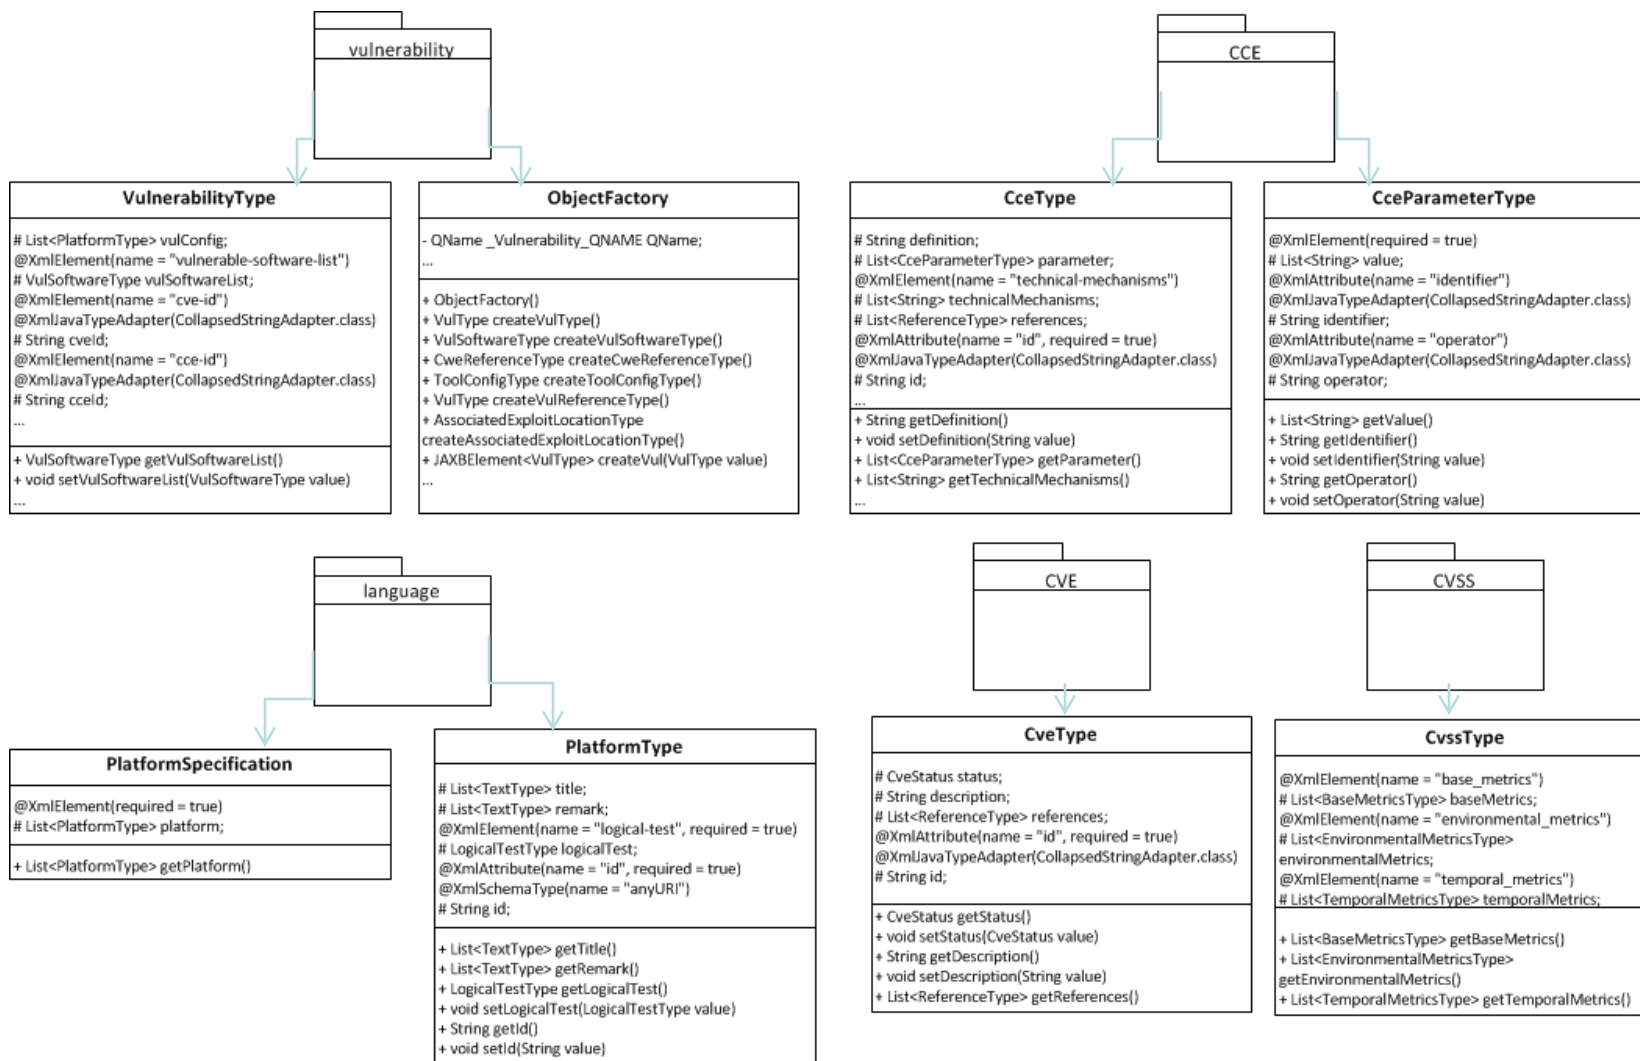 vulnerability
VulnerabilityType
# List<PlatformType> vulConfig;
@XmlElement(name = "vulnerable-software-list")
# VulSoftwareType vulSoftwareList;
@XmlElement(name = "cve-id")
@XmlJavaTypeAdapter(CollapsedStringAdapter.class)
# String cveId;
@XmlElement(name = "cce-id")
@XmlJavaTypeAdapter(CollapsedStringAdapter.class)
# String cceId;
...
+ VulSoftwareType getVulSoftwareList()
+ void setVulSoftwareList(VulSoftwareType value)
...
ObjectFactory
- QName _Vulnerability_QNAME QName;
...
+ ObjectFactory()
+ VulType createVulType()
+ VulSoftwareType createVulSoftwareType()
+ CweReferenceType createCweReferenceType()
+ ToolConfigType createToolConfigType()
+ VulType createVulReferenceType()
+ AssociatedExploitLocationType
createAssociatedExploitLocationType()
+ JAXBElement<VulType> createVul(VulType value)
...
CCE
CceType
# String definition;
# List<CceParameterType> parameter;
@XmlElement(name = "technical-mechanisms")
# List<String> technicalMechanisms;
# List<ReferenceType> references;
@XmlAttribute(name = "id", required = true)
@XmlJavaTypeAdapter(CollapsedStringAdapter.class)
# String id;
...
+ String getDefinition()
+ void setDefinition(String value)
+ List<CceParameterType> getParameter()
+ List<String> getTechnicalMechanisms()
...
CceParameterType
@XmlElement(required = true)
# List<String> value;
@XmlAttribute(name = "identifier")
@XmlJavaTypeAdapter(CollapsedStringAdapter.class)
# String identifier;
@XmlAttribute(name = "operator")
@XmlJavaTypeAdapter(CollapsedStringAdapter.class)
# String operator;
+ List<String> getValue()
+ String getIdentifier()
+ void setIdentifier(String value)
+ String getOperator()
+ void setOperator(String value)
language
PlatformSpecification
@XmlElement(required = true)
# List<PlatformType> platform;
+ List<PlatformType> getPlatform()
PlatformType
# List<TextType> title;
# List<TextType> remark;
@XmlElement(name = "logical-test", required = true)
# LogicalTestType logicalTest;
@XmlAttribute(name = "id", required = true)
@XmlSchemaType(name = "anyURI")
# String id;
+ List<TextType> getTitle()
+ List<TextType> getRemark()
+ LogicalTestType getLogicalTest()
+ void setLogicalTest(LogicalTestType value)
+ String getId()
+ void setId(String value)
CVE
CveType
# CveStatus status;
# String description;
# List<ReferenceType> references;
@XmlAttribute(name = "id", required = true)
@XmlJavaTypeAdapter(CollapsedStringAdapter.class)
# String id;
+ CveStatus getStatus()
+ void setStatus(CveStatus value)
+ String getDescription()
+ void setDescription(String value)
+ List<ReferenceType> getReferences()
CVSS
CvssType
@XmlElement(name = "base_metrics")
# List<BaseMetricsType> baseMetrics;
@XmlElement(name = "environmental_metrics")
# List<EnvironmentalMetricsType>
environmentalMetrics;
@XmlElement(name = "temporal_metrics")
# List<TemporalMetricsType> temporalMetrics;
+ List<BaseMetricsType> getBaseMetrics()
+ List<EnvironmentalMetricsType>
getEnvironmentalMetrics()
+ List<TemporalMetricsType> getTemporalMetrics()